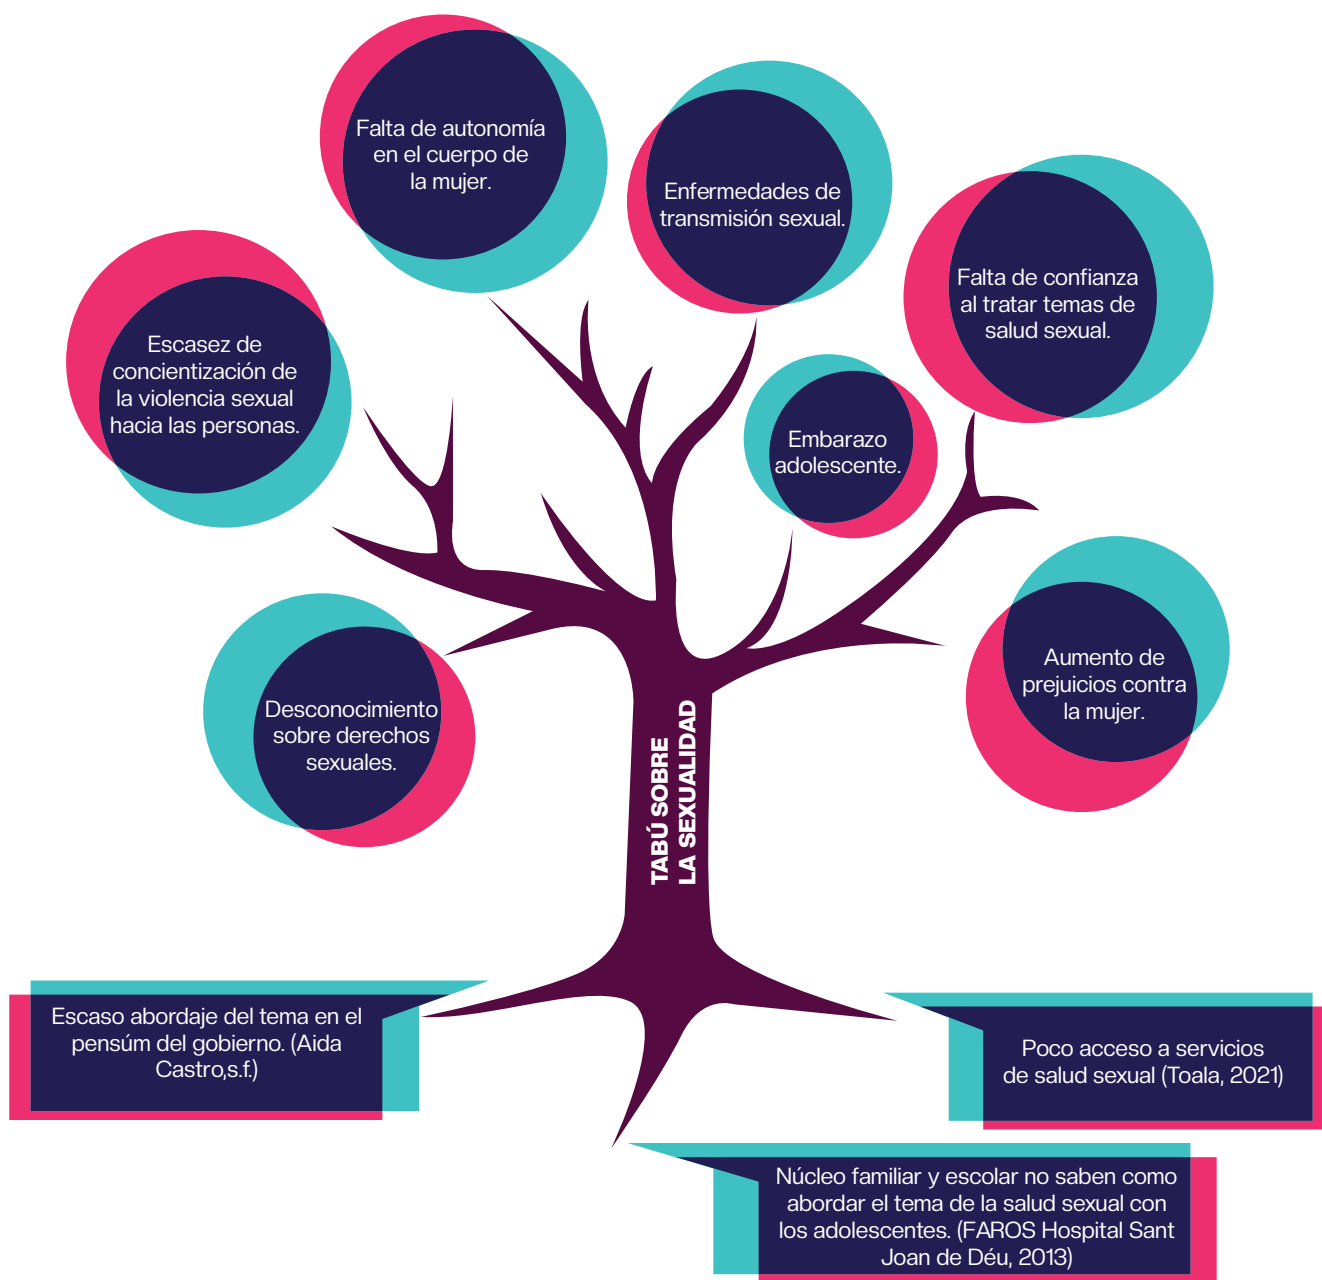 Falta de autonomía
en el cuerpo de
la mujer.
Enfermedades de
transmisión sexual.
Falta de confianza
al tratar temas de
salud sexual.
Escasez de
concientización de
la violencia sexual
hacia las personas.
Embarazo
adolescente.
Desconocimiento
sobre derechos
sexuales.
Aumento de
prejuicios contra
la mujer.
TABÚ SOBRE
LA SEXUALIDAD
Escaso abordaje del tema en el
pensúm del gobierno. (Aida
Castro,s.f.)
Poco acceso a servicios
de salud sexual (Toala, 2021)
Núcleo familiar y escolar no saben como
abordar el tema de la salud sexual con
los adolescentes. (FAROS Hospital Sant
Joan de Déu, 2013)